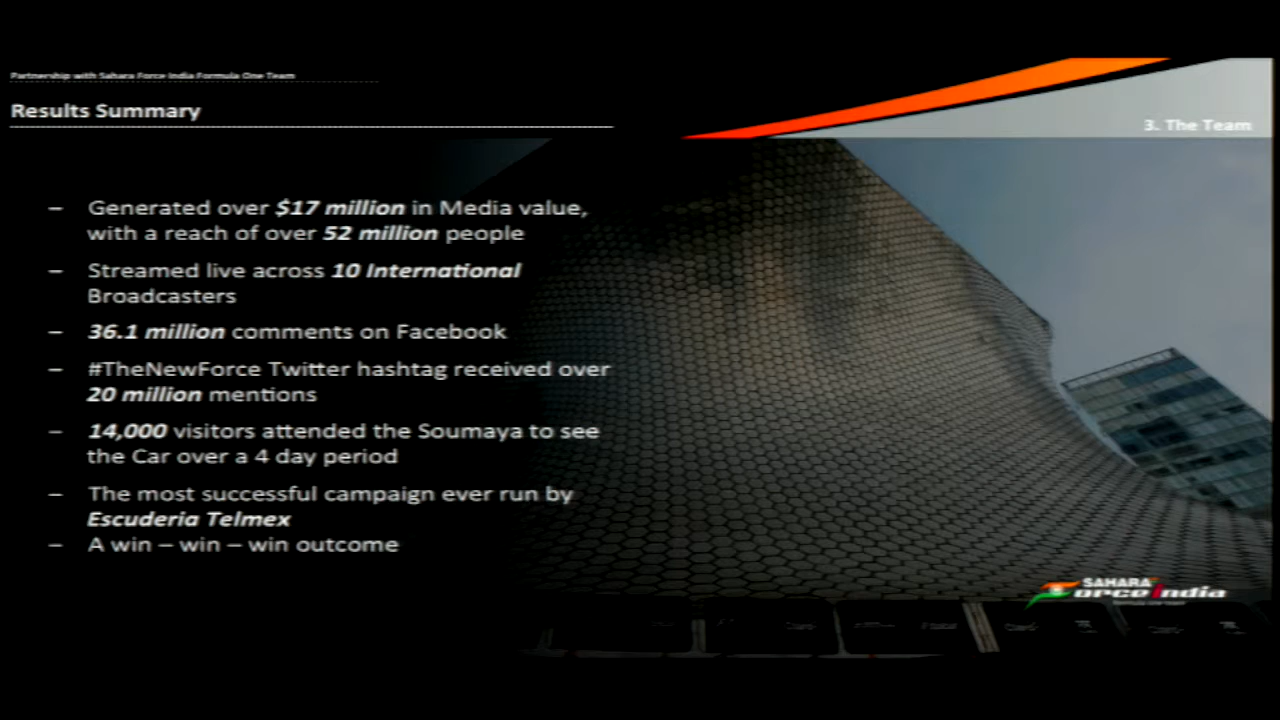 Partnership with Sahara Force India Formula One Team
Results Summary
3. The Team
– Generated over $17 million in Media value,
with a reach of over 52 million people
– Streamed live across 10 International
Broadcasters
– 36.1 million comments on Facebook
– #TheNewForce Twitter hashtag received over
20 million mentions
– 14,000 visitors attended the Soumaya to see
the Car over a 4 day period
– The most successful campaign ever run by
Escuderia Telmex
– A win – win – win outcome
SAHARA
Force India
formula one team